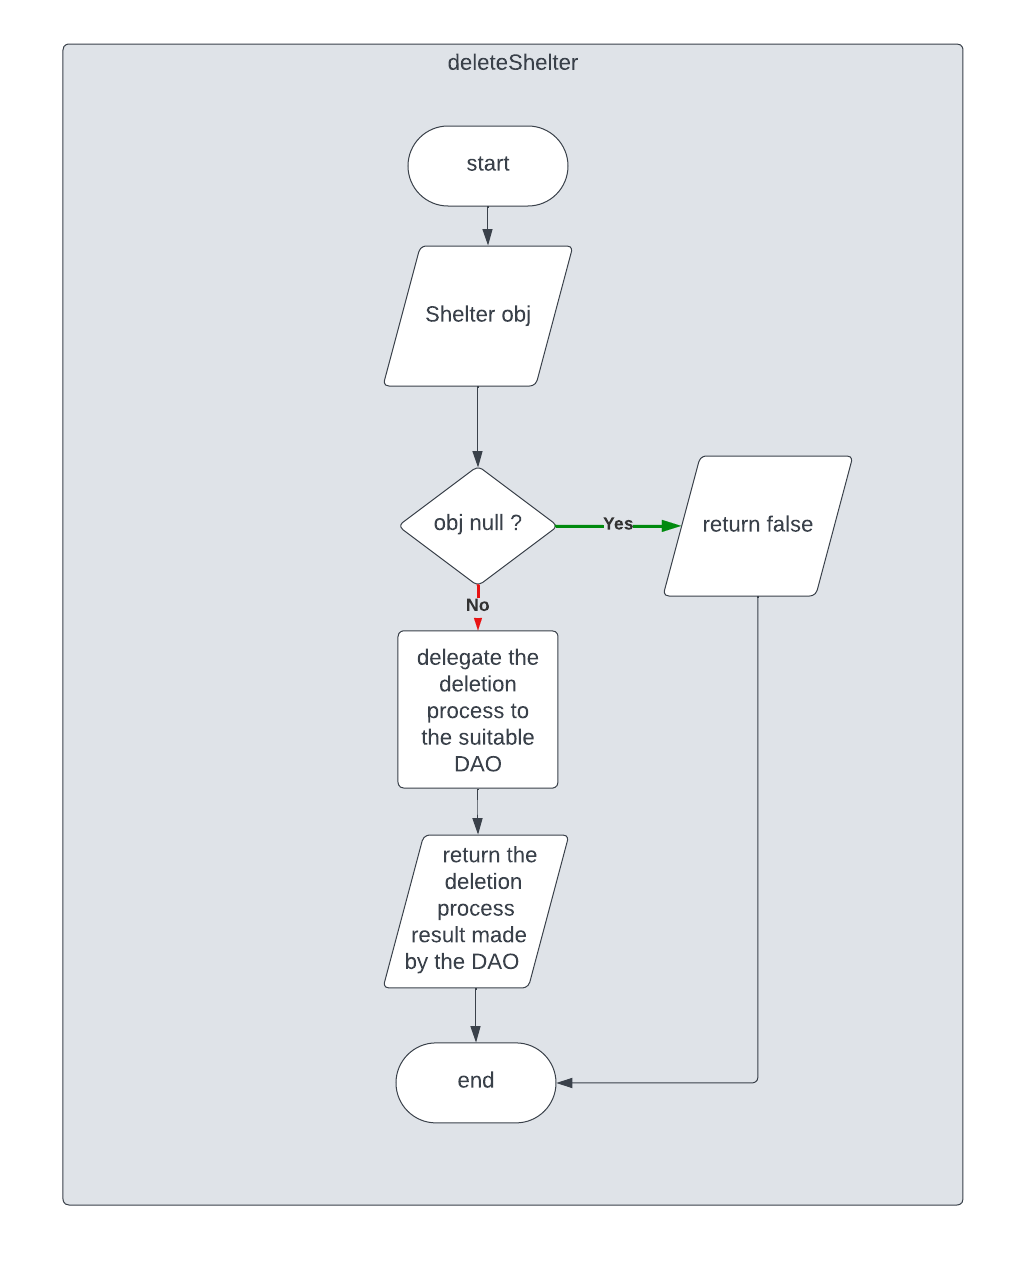 deleteShelter
start
Shelter obj
obj null ?
Yes
return false
No
delegate the
deletion
process to
the suitable
DAO
return the
deletion
process
result made
by the DAO
end